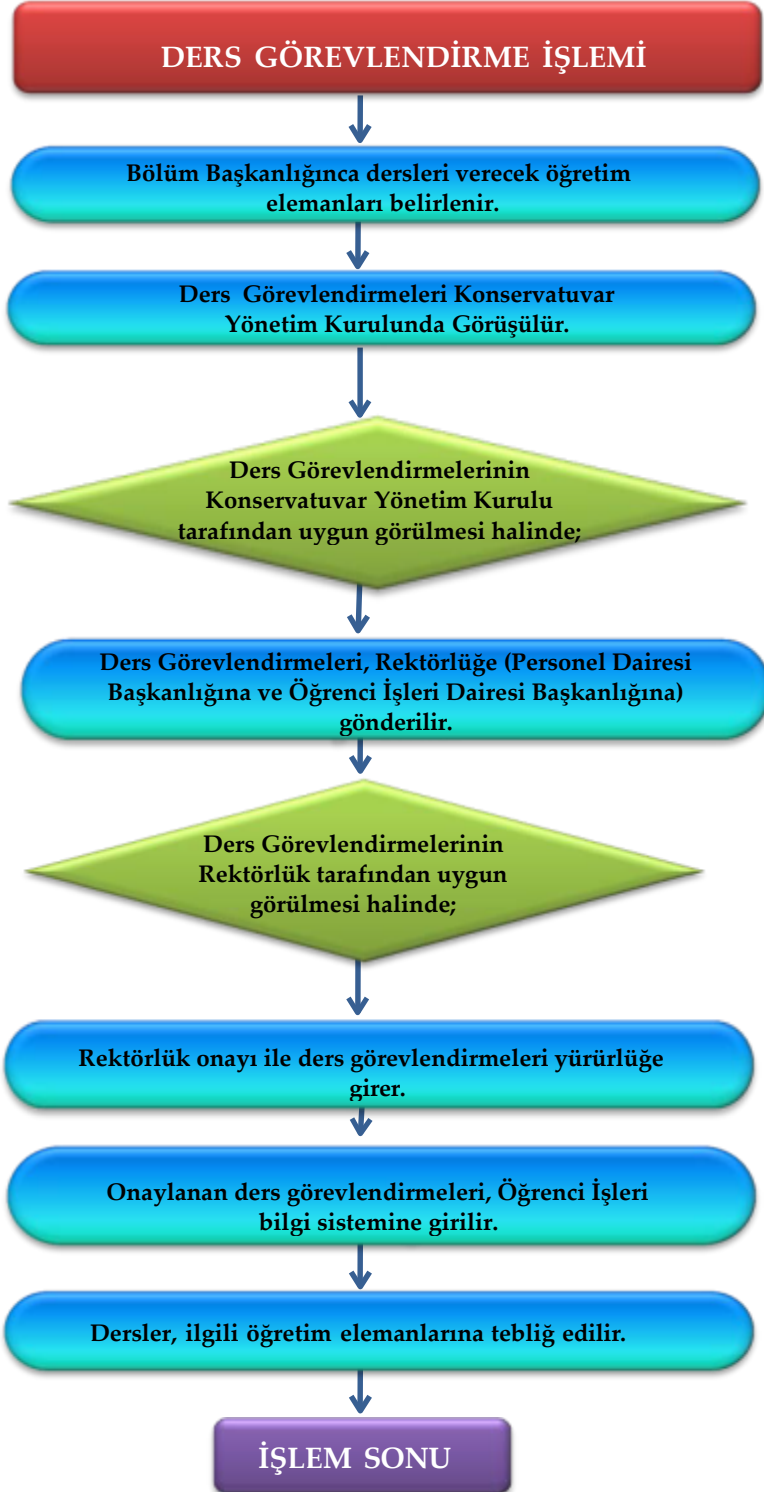 DERS GÖREVLENDİRME İŞLEMİ
Bölüm Başkanlığınca dersleri verecek öğretim
elemanları belirlenir.
Ders Görevlendirmeleri Konservatuvar
Yönetim Kurulunda Görüşülür.
Ders Görevlendirmelerinin
Konservatuvar Yönetim Kurulu
tarafından uygun görülmesi halinde;
Ders Görevlendirmeleri, Rektörlüğe (Personel Dairesi
Başkanlığına ve Öğrenci İşleri Dairesi Başkanlığına)
gönderilir.
Ders Görevlendirmelerinin
Rektörlük tarafından uygun
görülmesi halinde;
Rektörlük onayı ile ders görevlendirmeleri yürürlüğe
girer.
Onaylanan ders görevlendirmeleri, Öğrenci İşleri
bilgi sistemine girilir.
Dersler, ilgili öğretim elemanlarına tebliğ edilir.
İŞLEM SONU